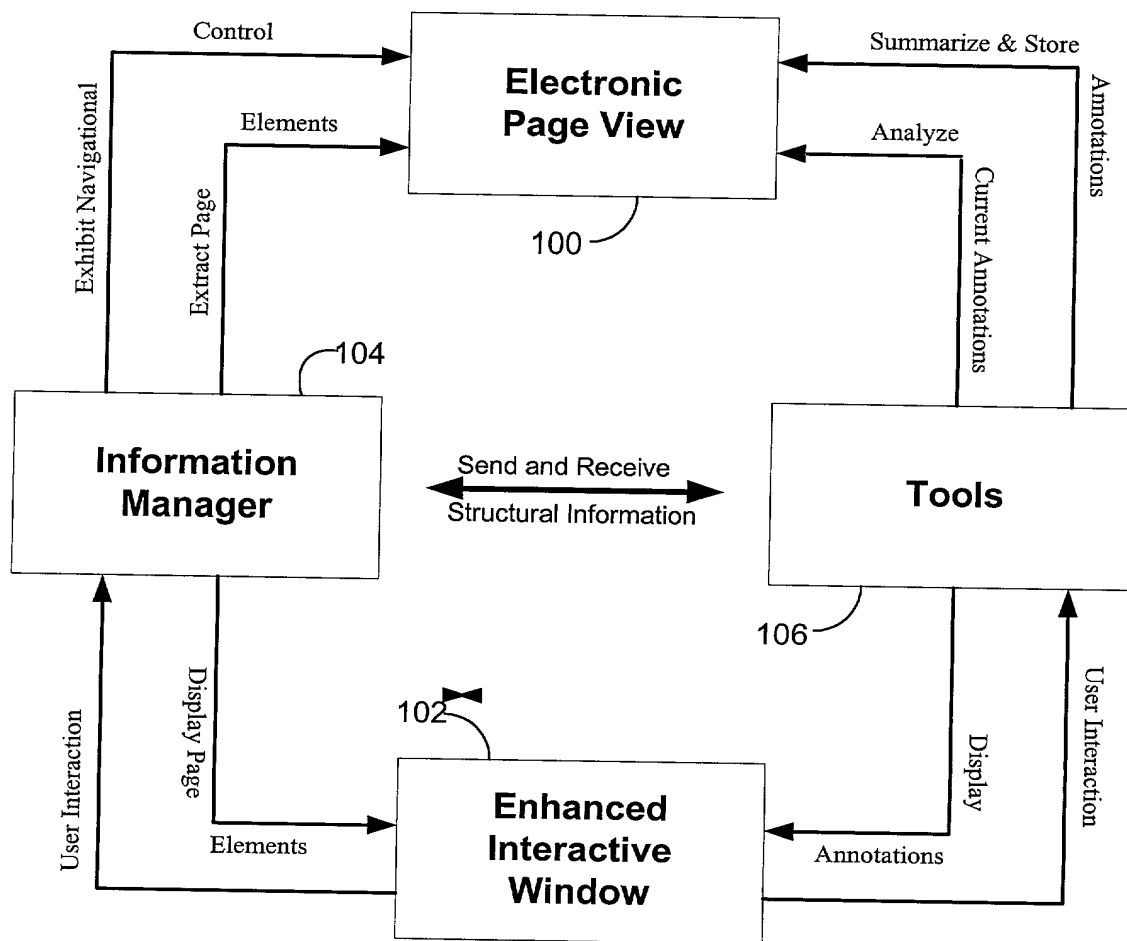 Control
Summarize & Store
Exhibit Navigational
Electronic
Page View
Annotations
Elements
Analyze
Extract Page
Current Annotations
100
104
Information
Manager
Send and Receive
Structural Information
Tools
106
User Interaction
Display Page
102
Display
User Interaction
Elements
Enhanced
Interactive
Window
Annotations